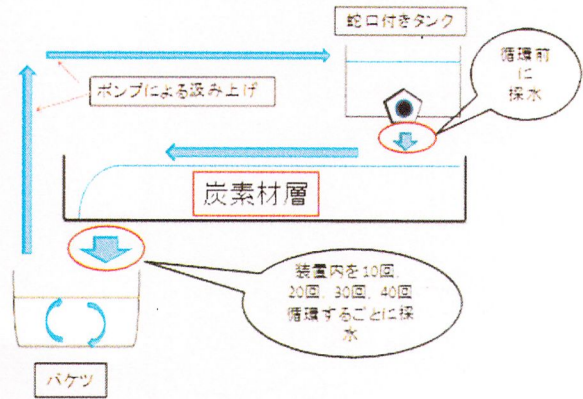 蛇口付きタンク
循環前
に
採水
ポンプによる汲み上げ
炭素材層
装置内を10回、
20回、30回、40回
循環するごとに採
水
バケツ